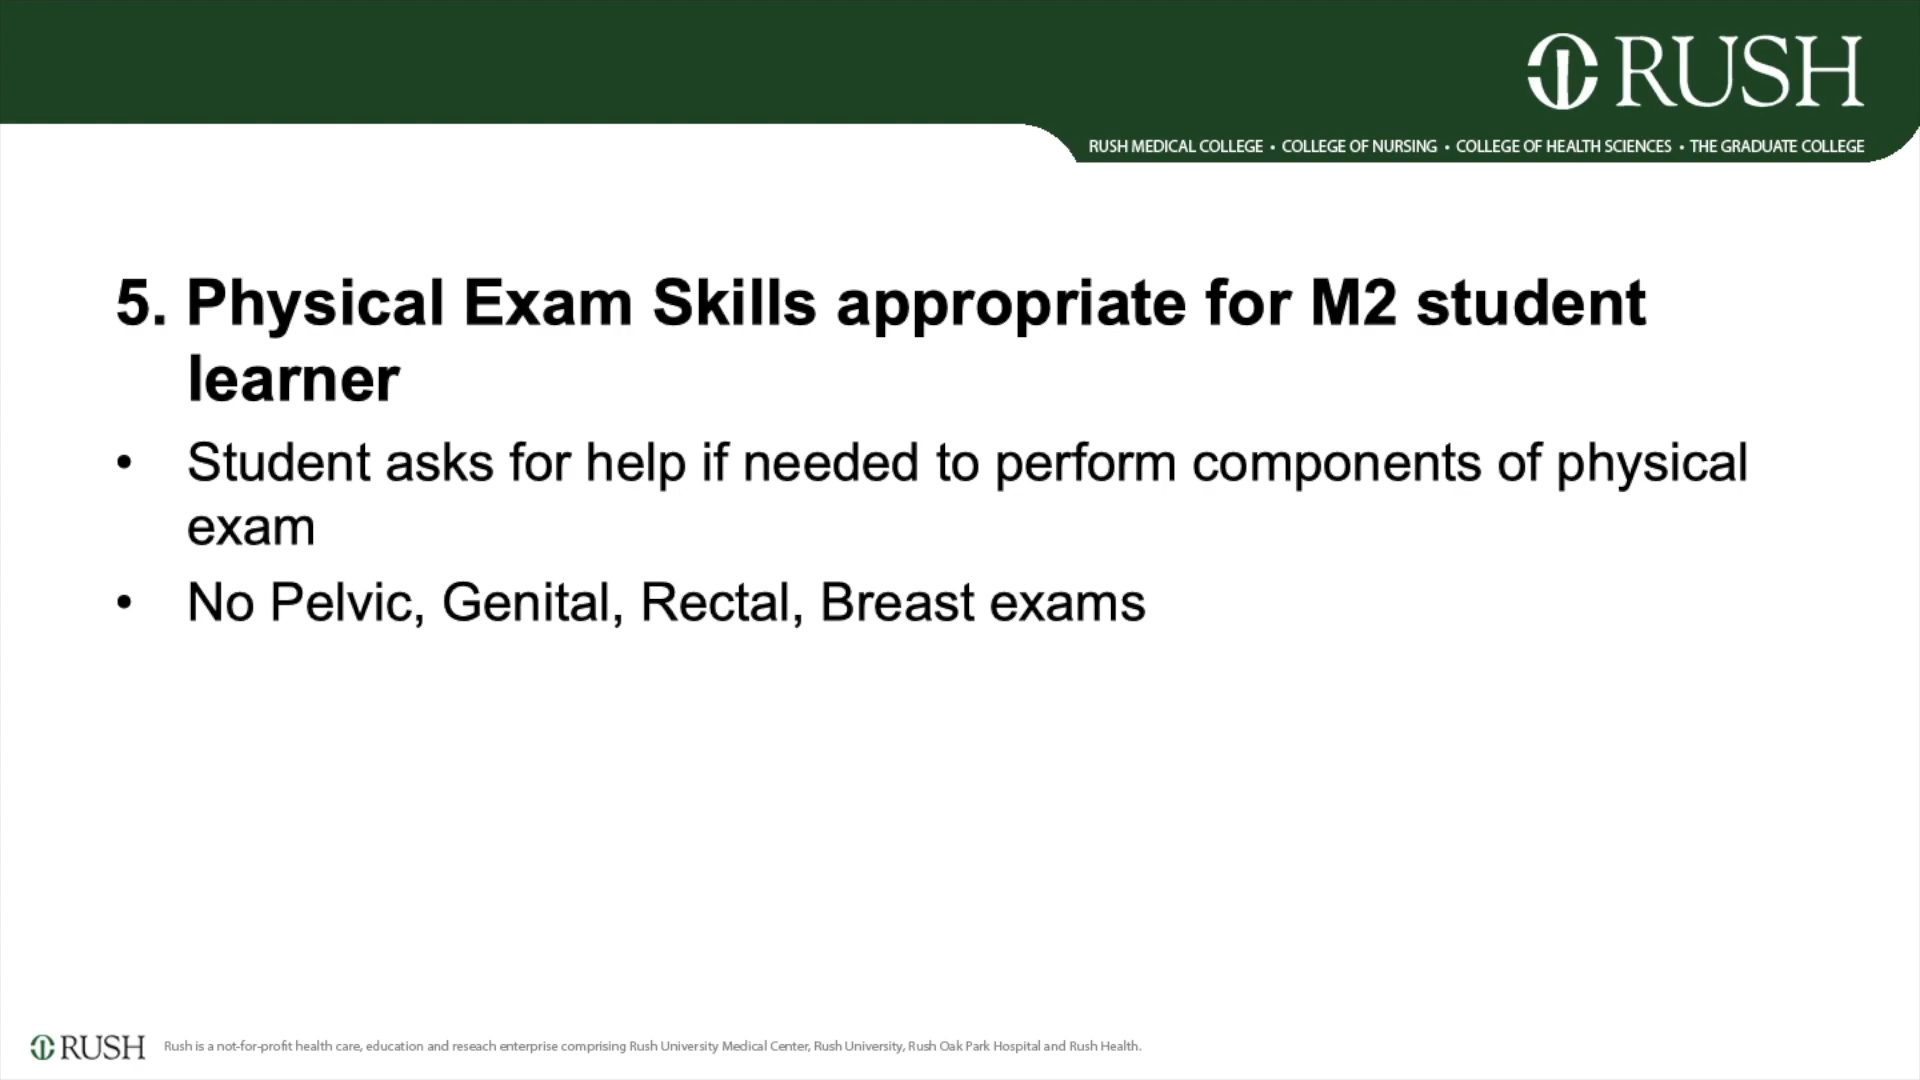 RUSH
RUSH MEDICAL COLLEGE • COLLEGE OF NURSING • COLLEGE OF HEALTH SCIENCES • THE GRADUATE COLLEGE
5. Physical Exam Skills appropriate for M2 student
learner
• Student asks for help if needed to perform components of physical
exam
• No Pelvic, Genital, Rectal, Breast exams
RUSH Rush is a not-for-profit health care, education and reseach enterprise comprising Rush University Medical Center, Rush University, Rush Oak Park Hospital and Rush Health.